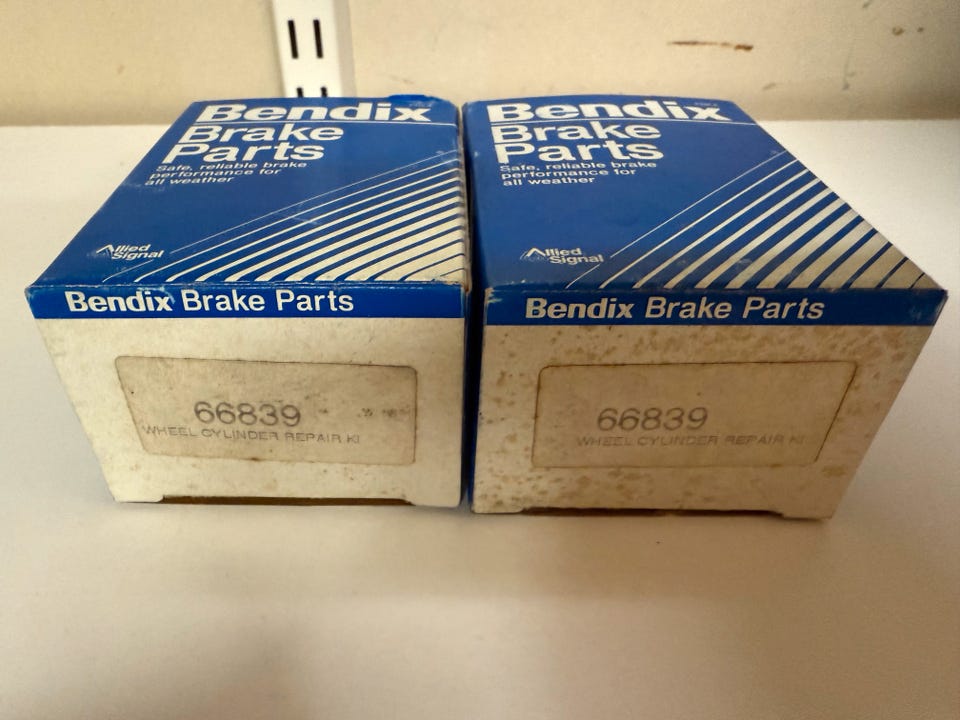 Bendix
Brake
Parts
Safe, reliable brake
performance for
all weather
Allied
Signal
Bendix Brake Parts
66839
WHEEL CYLINDER REPAIR KI
Bendix
Brake
Parts
Safe, reliable brake
performance for
all weather
Allied
Signal
Bendix Brake Parts
66839
WHEEL CYLINDER REPAIR KI